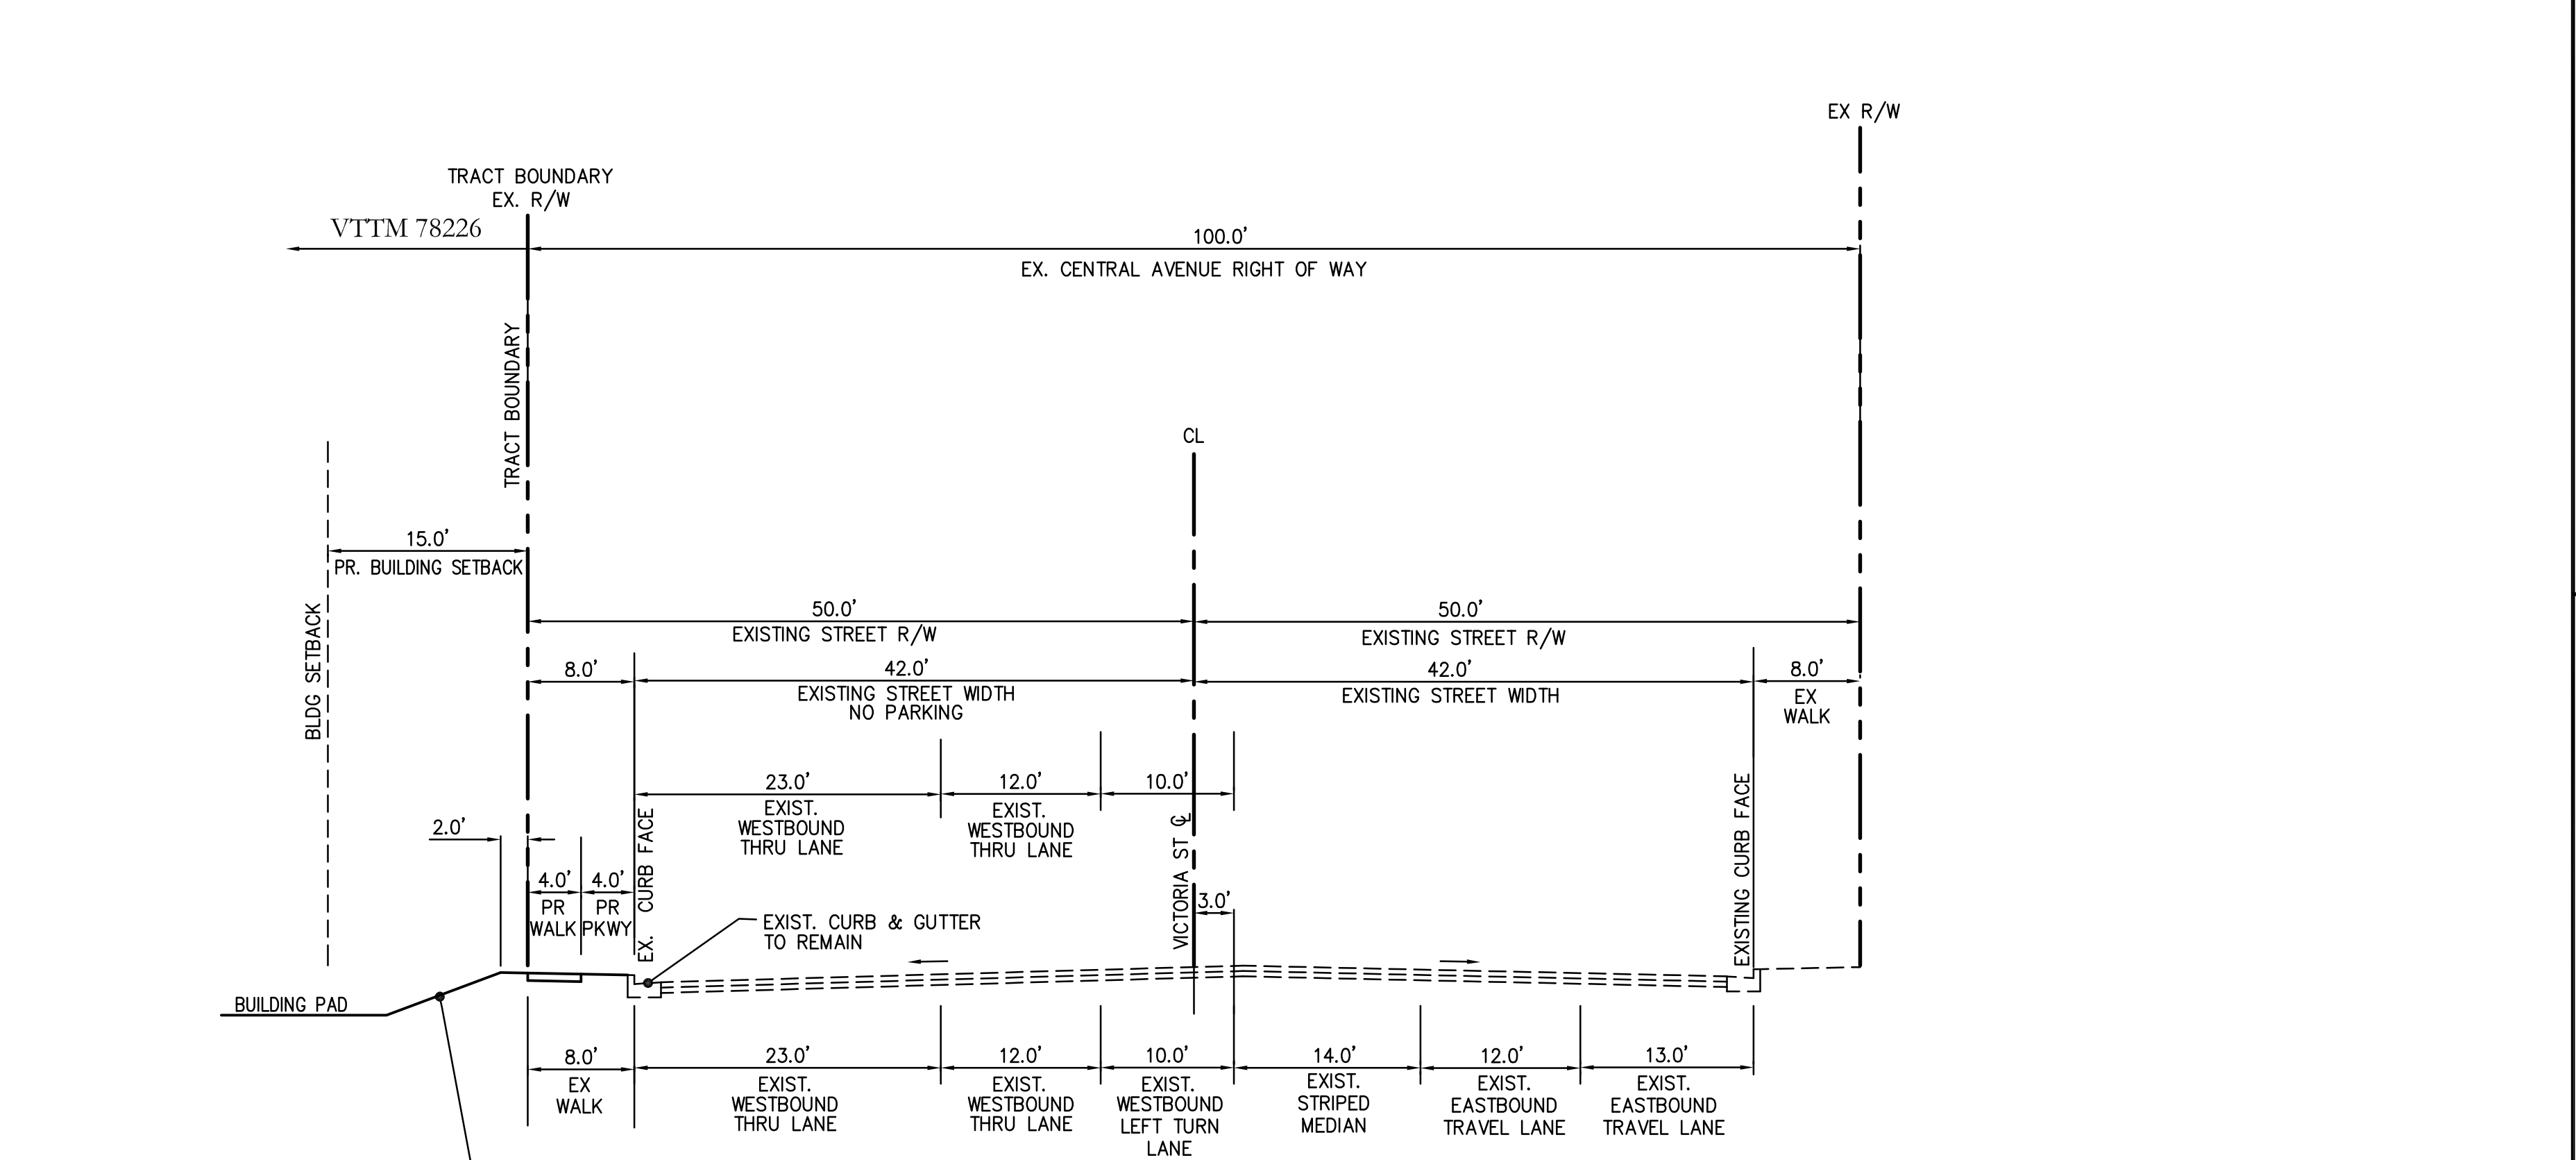 EX R/W
TRACT BOUNDARY
EX. R/W
VTTM 78226
100.0'
EX. CENTRAL AVENUE RIGHT OF WAY
TRACT BOUNDARY
CL
15.0'
PR. BUILDING SETBACK
BLDG SETBACK
50.0'
EXISTING STREET R/W
50.0'
EXISTING STREET R/W
8.0'
42.0'
EXISTING STREET WIDTH
NO PARKING
42.0'
EXISTING STREET WIDTH
8.0'
EX
WALK
23.0'
EXIST.
WESTBOUND
THRU LANE
12.0'
EXIST.
WESTBOUND
THRU LANE
10.0'
2.0'
4.0'
PR
WALK
4.0'
PR
PKWY
EX. CURB FACE
EXIST. CURB & GUTTER
TO REMAIN
VICTORIA ST ℄
3.0'
EXISTING CURB FACE
BUILDING PAD
8.0'
EX
WALK
23.0'
EXIST.
WESTBOUND
THRU LANE
12.0'
EXIST.
WESTBOUND
THRU LANE
10.0'
EXIST.
WESTBOUND
LEFT TURN
LANE
14.0'
EXIST.
STRIPED
MEDIAN
12.0'
EXIST.
EASTBOUND
TRAVEL LANE
13.0'
EXIST.
EASTBOUND
TRAVEL LANE